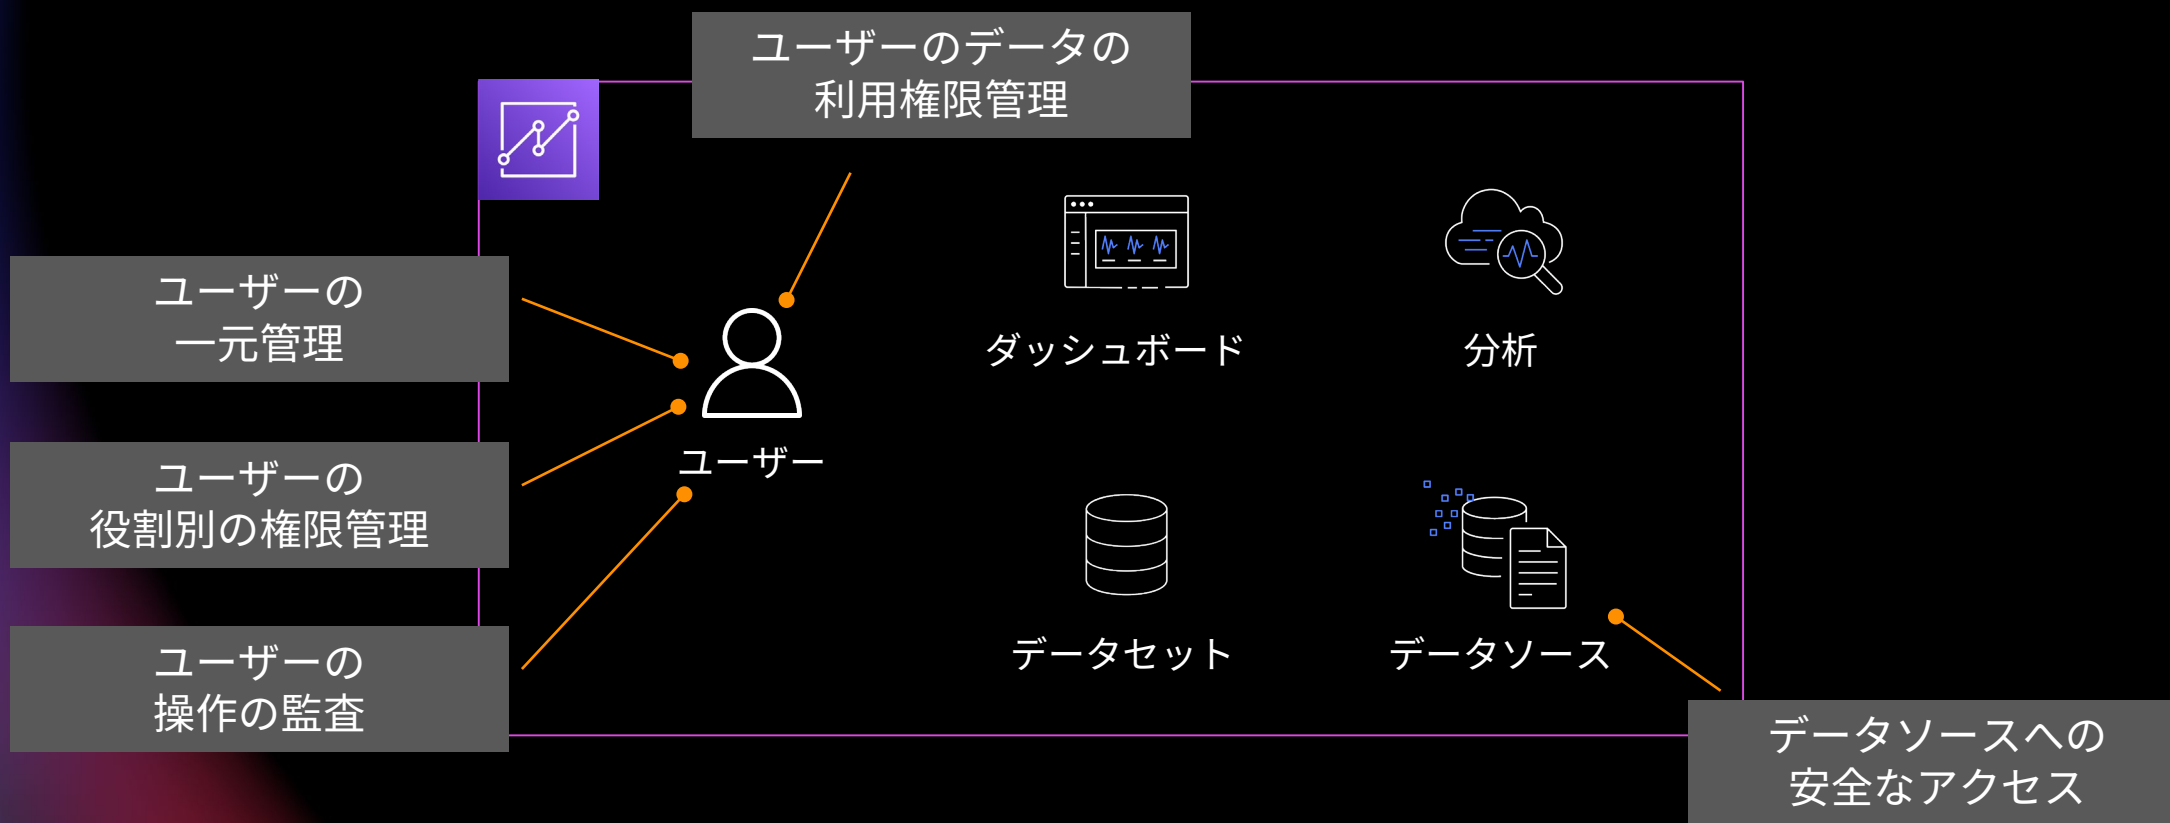 ユーザーのデータの
利用権限管理
ユーザーの
一元管理
ユーザーの
役割別の権限管理
ユーザーの
操作の監査
ユーザー
ダッシュボード
分析
データセット
データソース
データソースへの
安全なアクセス